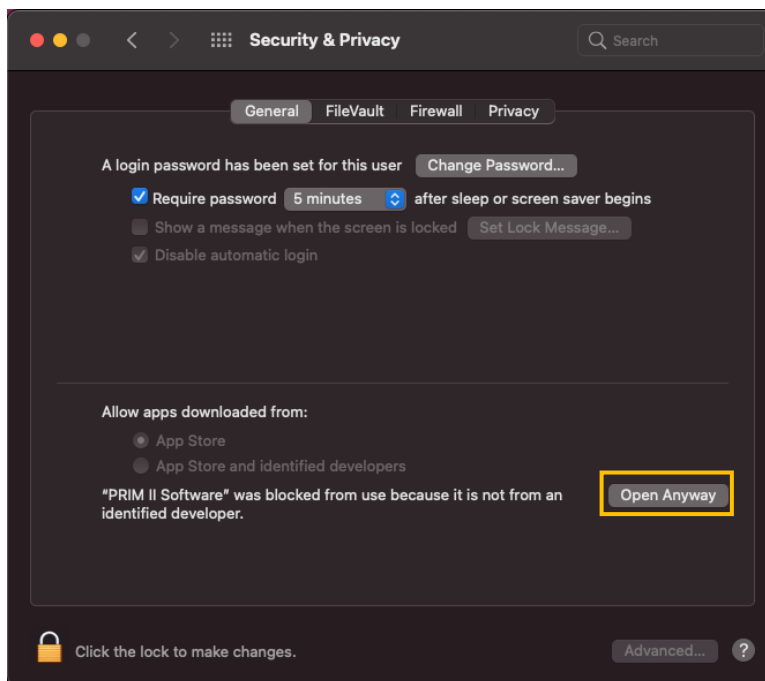 Security & Privacy
Search
General FileVault Firewall Privacy
A login password has been set for this user Change Password...
Require password 5 minutes after sleep or screen saver begins
Show a message when the screen is locked Set Lock Message...
Disable automatic login
Allow apps downloaded from:
App Store
App Store and identified developers
“PRIM II Software” was blocked from use because it is not from an Open Anyway
identified developer.
Click the lock to make changes. Advanced... ?